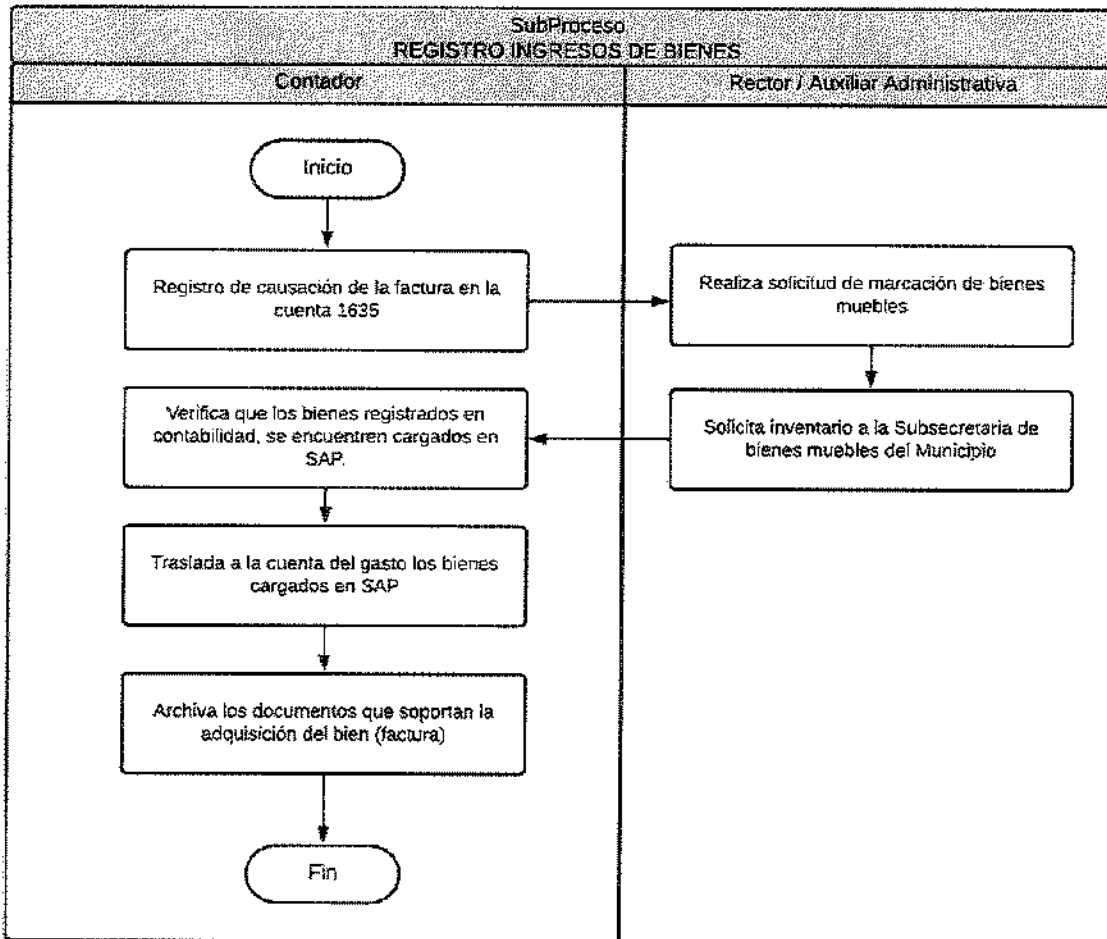 SubProceso
REGISTRO INGRESOS DE BIENES
Contador
Rector / Auxiliar Administrativa
Inicio
Registro de causación de la factura en la
cuenta 1635
Realiza solicitud de marcación de bienes
muebles
Solicita inventario a la Subsecretaria de
bienes muebles del Municipio
Verifica que los bienes registrados en
contabilidad, se encuentren cargados en
SAP.
Traslada a la cuenta del gasto los bienes
cargados en SAP
Archiva los documentos que soportan la
adquisición del bien (factura)
Fin